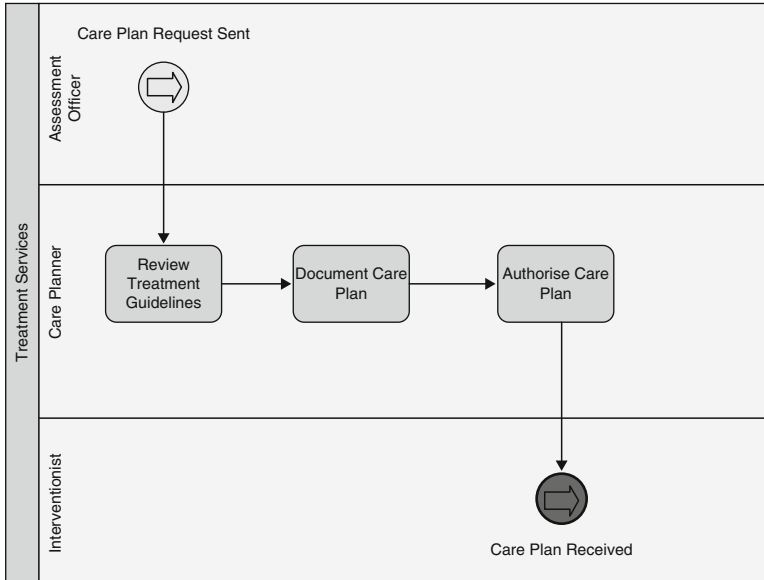 Treatment Services
Assessment
Officer
Care Plan Request Sent
Care Planner
Review
Treatment
Guidelines
Document Care
Plan
Authorise Care
Plan
Interventionist
Care Plan Received